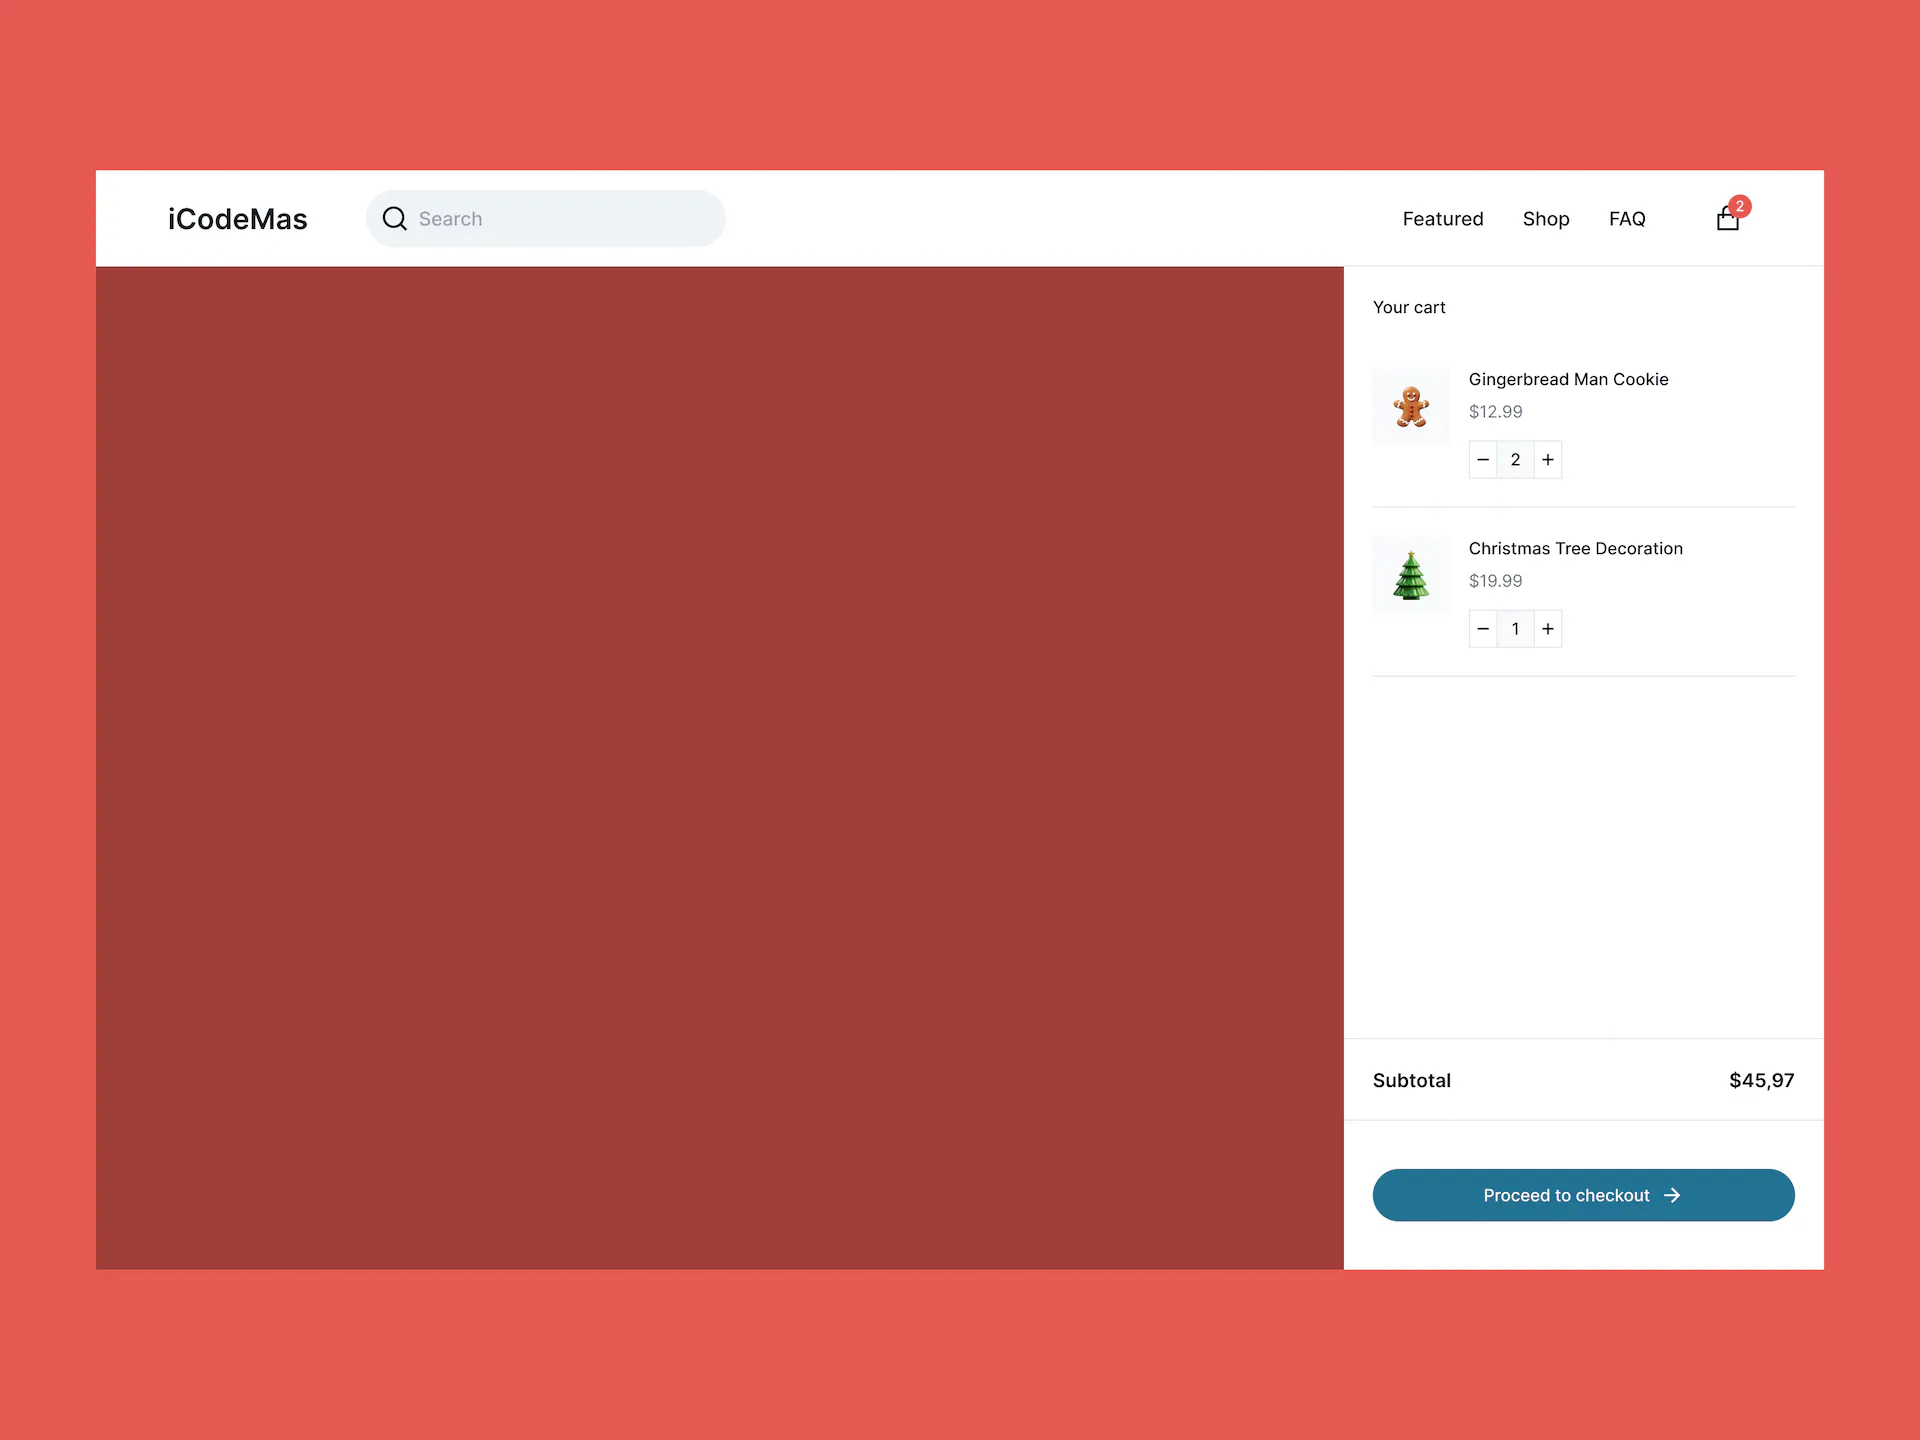 iCodeMas
Search
Featured
Shop
FAQ
2
Your cart
Gingerbread Man Cookie
$12.99
− 2 +
Christmas Tree Decoration
$19.99
− 1 +
Subtotal $45,97
Proceed to checkout →